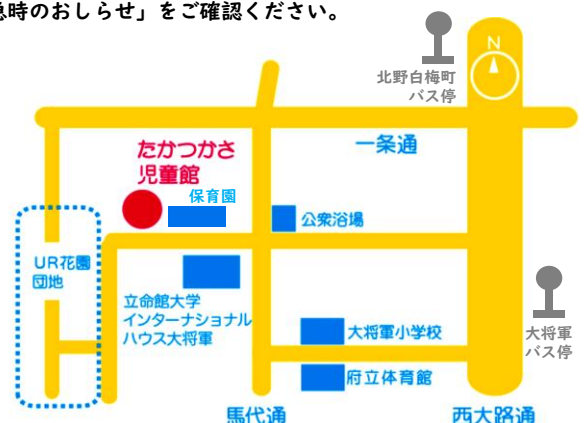 急時のおしらせ」をご確認ください。
N
北野白梅町
バス停
一条通
たかつかさ
児童館
保育園
公衆浴場
UR花園
団地
立命館大学
インターナショナル
ハウス大将軍
大将軍小学校
府立体育館
大将軍
バス停
馬代通
西大路通